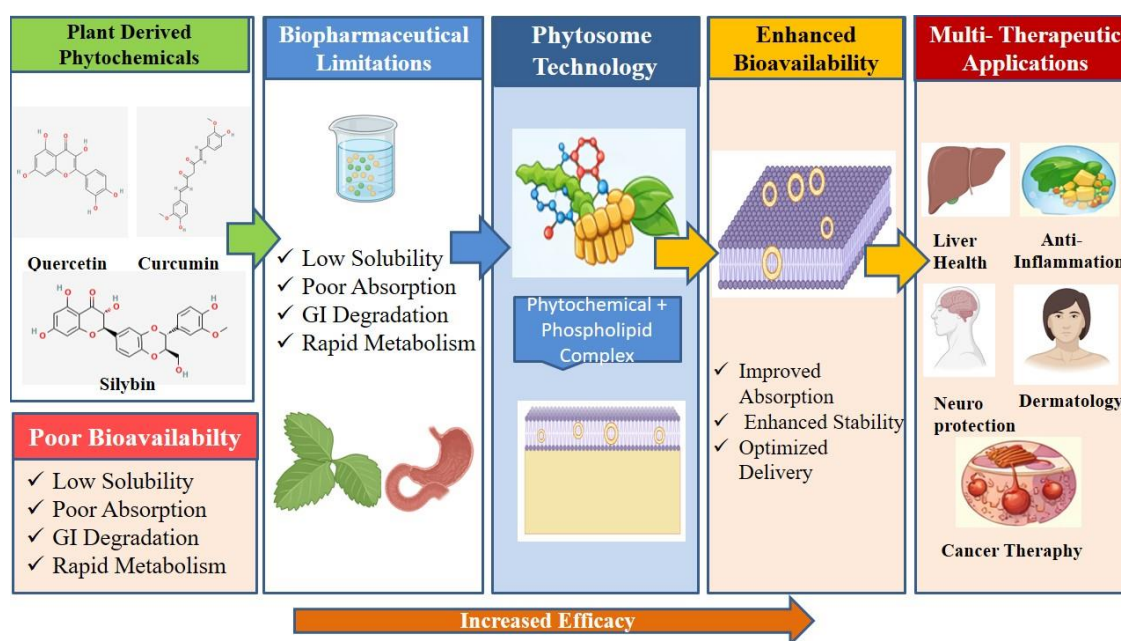 Plant Derived
Phytochemicals
Quercetin
Curcumin
Silybin
Poor Bioavailabilty
✓ Low Solubility
✓ Poor Absorption
✓ GI Degradation
✓ Rapid Metabolism
Biopharmaceutical
Limitations
✓ Low Solubility
✓ Poor Absorption
✓ GI Degradation
✓ Rapid Metabolism
Phytosome
Technology
Phytochemical +
Phospholipid
Complex
Enhanced
Bioavailability
✓ Improved
Absorption
✓ Enhanced Stability
✓ Optimized
Delivery
Multi- Therapeutic
Applications
Liver
Health
Anti-
Inflammation
Neuro
protection
Dermatology
Cancer Theraphy
Increased Efficacy